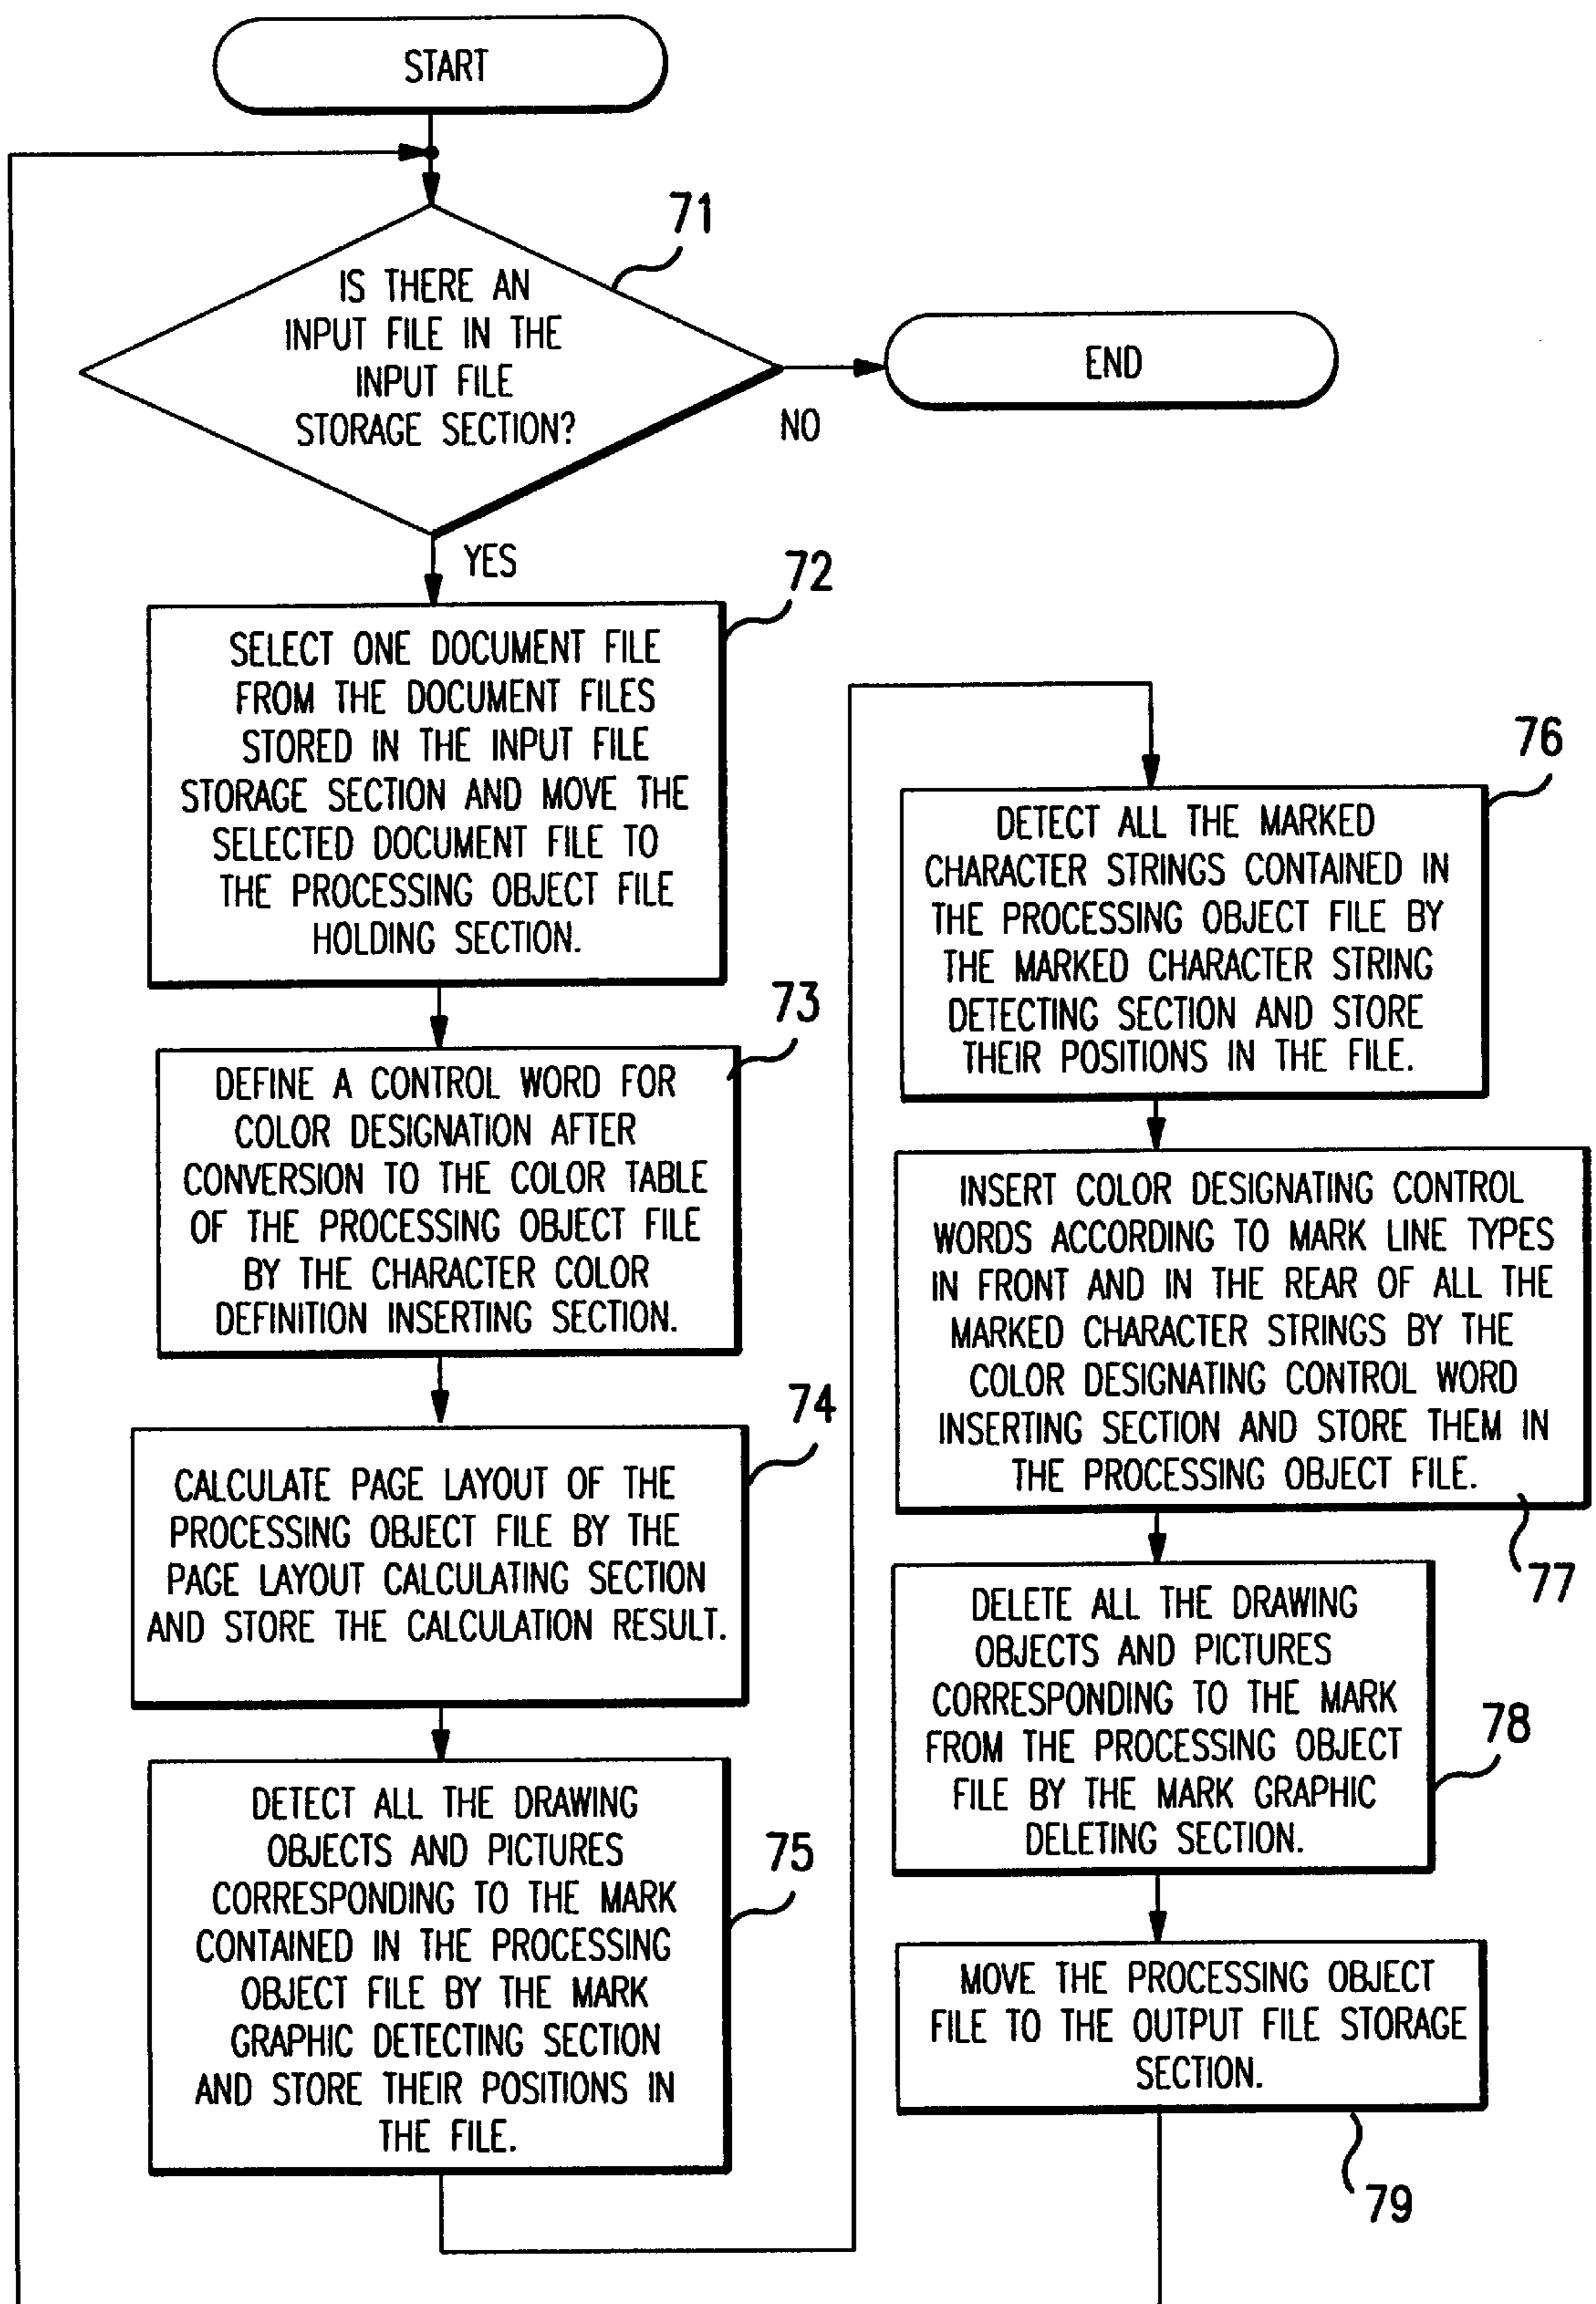 START
71
IS THERE AN
INPUT FILE IN THE
INPUT FILE
STORAGE SECTION?
END
NO
YES
72
SELECT ONE DOCUMENT FILE
FROM THE DOCUMENT FILES
STORED IN THE INPUT FILE
STORAGE SECTION AND MOVE THE
SELECTED DOCUMENT FILE TO
THE PROCESSING OBJECT FILE
HOLDING SECTION.
73
DEFINE A CONTROL WORD FOR
COLOR DESIGNATION AFTER
CONVERSION TO THE COLOR TABLE
OF THE PROCESSING OBJECT FILE
BY THE CHARACTER COLOR
DEFINITION INSERTING SECTION.
74
CALCULATE PAGE LAYOUT OF THE
PROCESSING OBJECT FILE BY THE
PAGE LAYOUT CALCULATING SECTION
AND STORE THE CALCULATION RESULT.
75
DETECT ALL THE DRAWING
OBJECTS AND PICTURES
CORRESPONDING TO THE MARK
CONTAINED IN THE PROCESSING
OBJECT FILE BY THE MARK
GRAPHIC DETECTING SECTION
AND STORE THEIR POSITIONS IN
THE FILE.
76
DETECT ALL THE MARKED
CHARACTER STRINGS CONTAINED IN
THE PROCESSING OBJECT FILE BY
THE MARKED CHARACTER STRING
DETECTING SECTION AND STORE
THEIR POSITIONS IN THE FILE.
INSERT COLOR DESIGNATING CONTROL
WORDS ACCORDING TO MARK LINE TYPES
IN FRONT AND IN THE REAR OF ALL THE
MARKED CHARACTER STRINGS BY THE
COLOR DESIGNATING CONTROL WORD
INSERTING SECTION AND STORE THEM IN
THE PROCESSING OBJECT FILE.
77
DELETE ALL THE DRAWING
OBJECTS AND PICTURES
CORRESPONDING TO THE MARK
FROM THE PROCESSING OBJECT
FILE BY THE MARK GRAPHIC
DELETING SECTION.
78
MOVE THE PROCESSING OBJECT
FILE TO THE OUTPUT FILE STORAGE
SECTION.
79